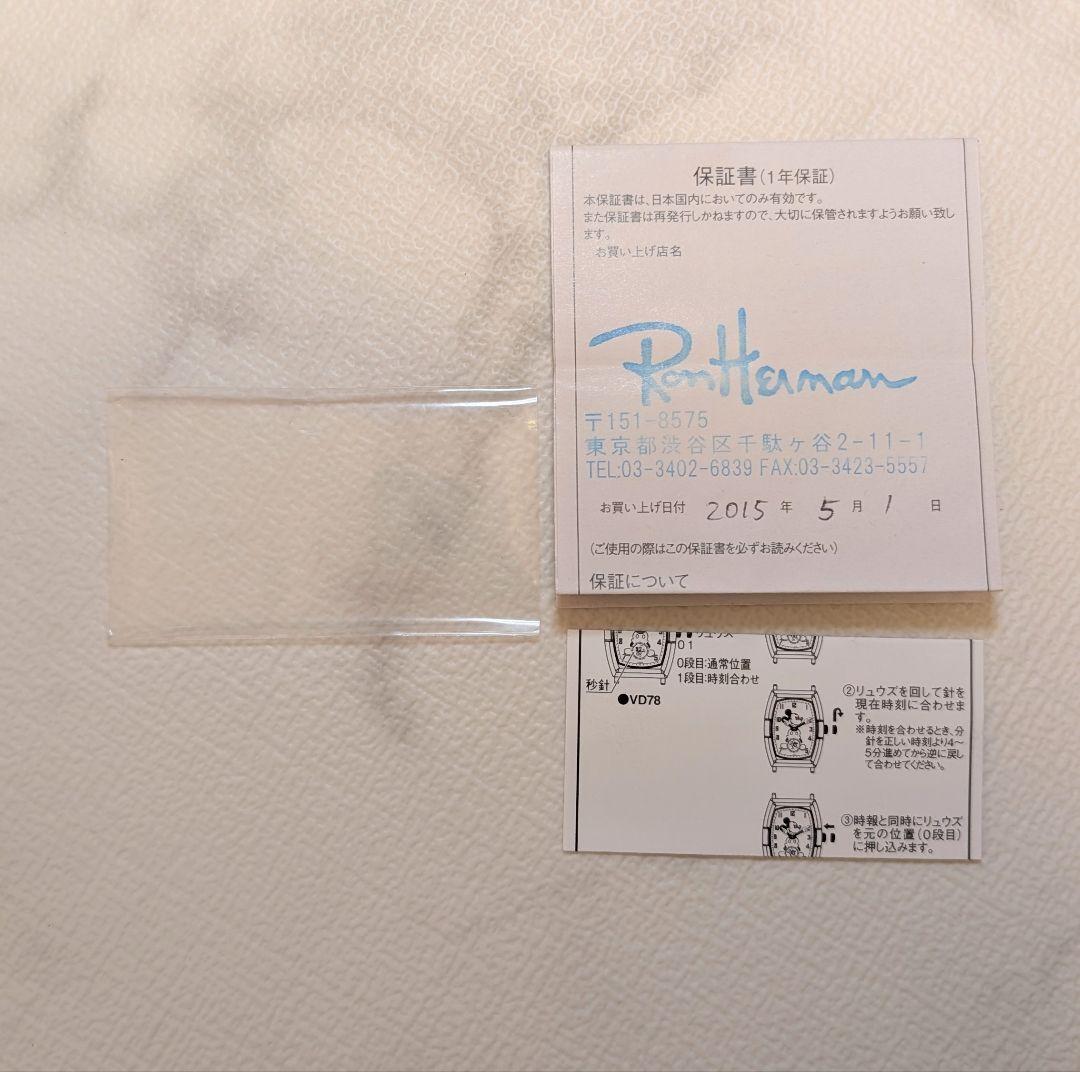 保証書(1年保証)
本保証書は、日本国内においてのみ有効です。
また保証書は再発行しかねますので、大切に保管されますようお願い致し
ます。
お買い上げ店名
Ron Herman
〒151-8575
東京都渋谷区千駄ヶ谷2-11-1
TEL:03-3402-6839 FAX:03-3423-5557
お買い上げ日付 2015 年 5 月 1 日
(ご使用の際はこの保証書を必ずお読みください)
保証について
リュウズ
0 1
0段目:通常位置
1段目:時刻合わせ
秒針
●VD78
②リュウズを回して針を
現在時刻に合わせま
す。
※時刻を合わせるとき、分
針を正しい時刻より4〜
5分進めてから逆に戻し
て合わせてください。
③時報と同時にリュウズ
を元の位置(0段目)
に押し込みます。